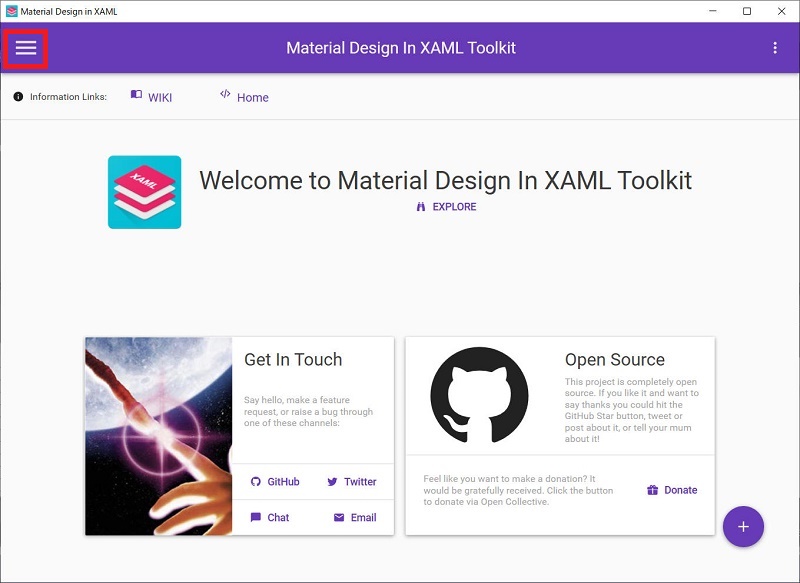 Material Design in XAML
Material Design In XAML Toolkit
Information Links: WIKI Home
XAML
Welcome to Material Design In XAML Toolkit
EXPLORE
Get In Touch
Say hello, make a feature
request, or raise a bug through
one of these channels:
GitHub Twitter
Chat Email
Open Source
This project is completely open
source. If you like it and want to
say thanks you could hit the
GitHub Star button, tweet or
post about it, or tell your mum
about it!
Feel like you want to make a donation? It
would be gratefully received. Click the button
to donate via Open Collective.
Donate